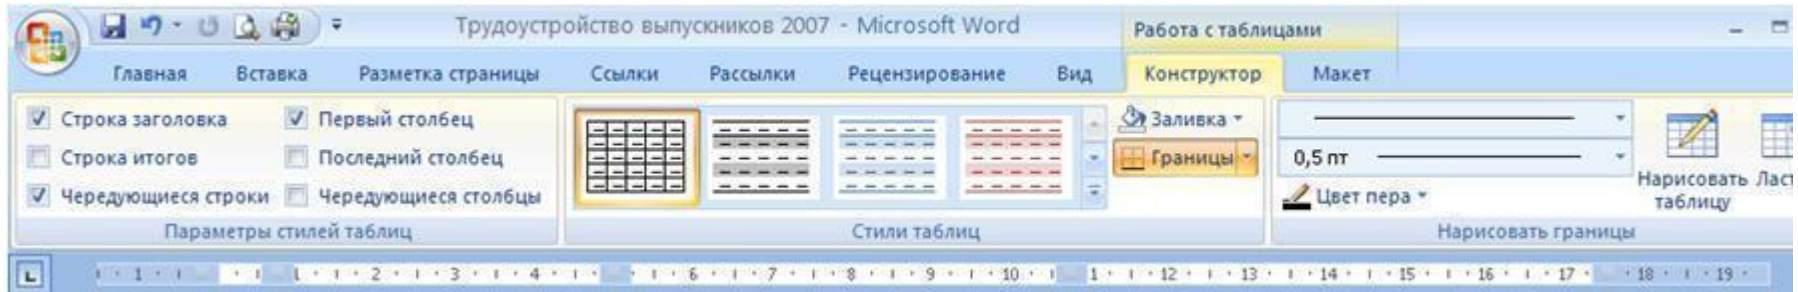 Трудоустройство выпускников 2007 - Microsoft Word
Работа с таблицами
Главная Вставка Разметка страницы Ссылки Рассылки Рецензирование Вид Конструктор Макет
Строка заголовка Первый столбец
Строка итогов Последний столбец
Чередующиеся строки Чередующиеся столбцы
Параметры стилей таблиц
Стили таблиц
Заливка
Границы
0,5 пт
Цвет пера
Нарисовать таблицу
Ласт
Нарисовать границы
1 1 2 3 4 6 7 8 9 10 1 12 13 14 15 16 17 18 19